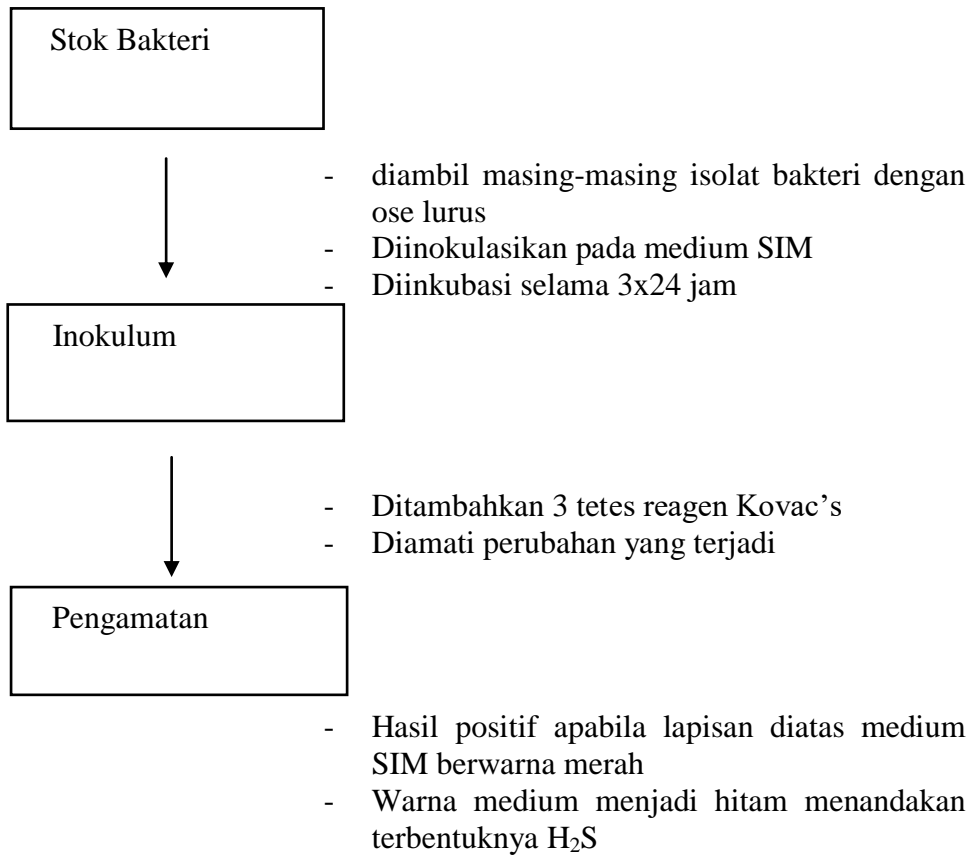 Stok Bakteri
- diambil masing-masing isolat bakteri dengan
ose lurus
- Diinokulasikan pada medium SIM
- Diinkubasi selama 3x24 jam
Inokulum
- Ditambahkan 3 tetes reagen Kovac’s
- Diamati perubahan yang terjadi
Pengamatan
- Hasil positif apabila lapisan diatas medium
SIM berwarna merah
- Warna medium menjadi hitam menandakan
terbentuknya H₂S